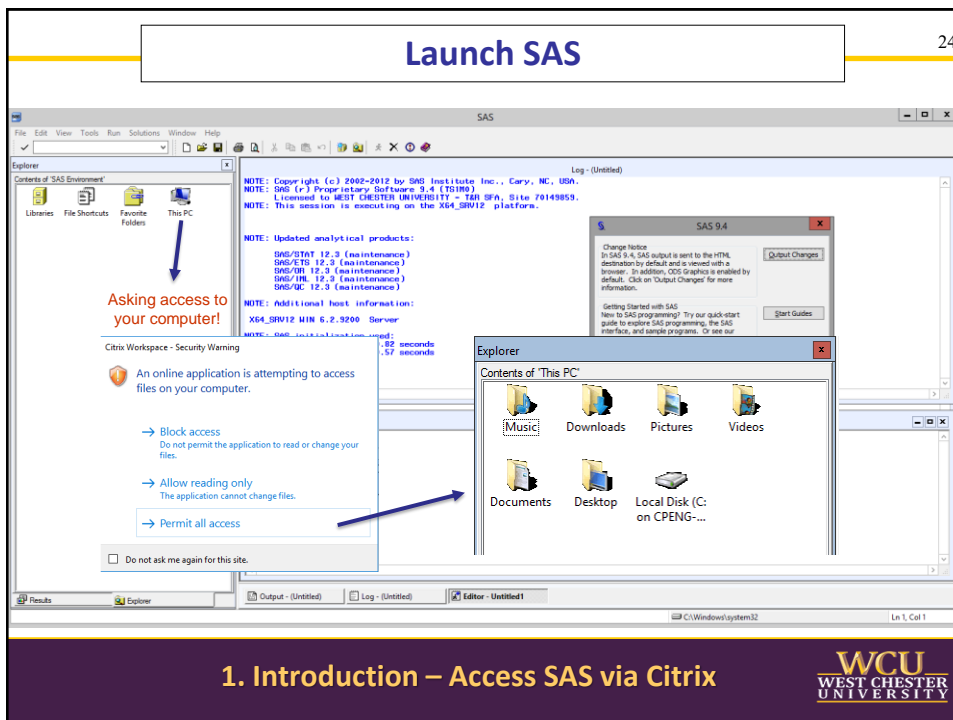 Launch SAS
24
SAS
File Edit View Tools Run Solutions Window Help
Explorer
Contents of 'SAS Environment'
Libraries
File Shortcuts
Favorite Folders
This PC
Asking access to
your computer!
Log - (Untitled)
NOTE: Copyright (c) 2002-2012 by SAS Institute Inc., Cary, NC, USA.
NOTE: SAS (r) Proprietary Software 9.4 (TS1M0)
Licensed to WEST CHESTER UNIVERSITY - T&R SFA, Site 70149859.
NOTE: This session is executing on the X64_SRV12 platform.
NOTE: Updated analytical products:
SAS/STAT 12.3 (maintenance)
SAS/ETS 12.3 (maintenance)
SAS/OR 12.3 (maintenance)
SAS/IML 12.3 (maintenance)
SAS/QC 12.3 (maintenance)
NOTE: Additional host information:
X64_SRV12 WIN 6.2.9200 Server
NOTE: SAS initialization used:
.82 seconds
.57 seconds
SAS 9.4
Change Notice
In SAS 9.4, SAS output is sent to the HTML
destination by default and is viewed with a
browser. In addition, ODS Graphics is enabled by
default. Click on 'Output Changes' for more
information.
Output Changes
Getting Started with SAS
New to SAS programming? Try our quick-start
guide to explore SAS programming, the SAS
interface, and sample programs. Or see our
Start Guides
Citrix Workspace - Security Warning
An online application is attempting to access
files on your computer.
→ Block access
Do not permit the application to read or change your
files.
→ Allow reading only
The application cannot change files.
→ Permit all access
Do not ask me again for this site.
Explorer
Contents of 'This PC'
Music
Downloads
Pictures
Videos
Documents
Desktop
Local Disk (C:
on CPENG-...
Results
Explorer
Output - (Untitled)
Log - (Untitled)
Editor - Untitled1
C:\Windows\system32
Ln 1, Col 1
1. Introduction – Access SAS via Citrix
WCU
WEST CHESTER
UNIVERSITY